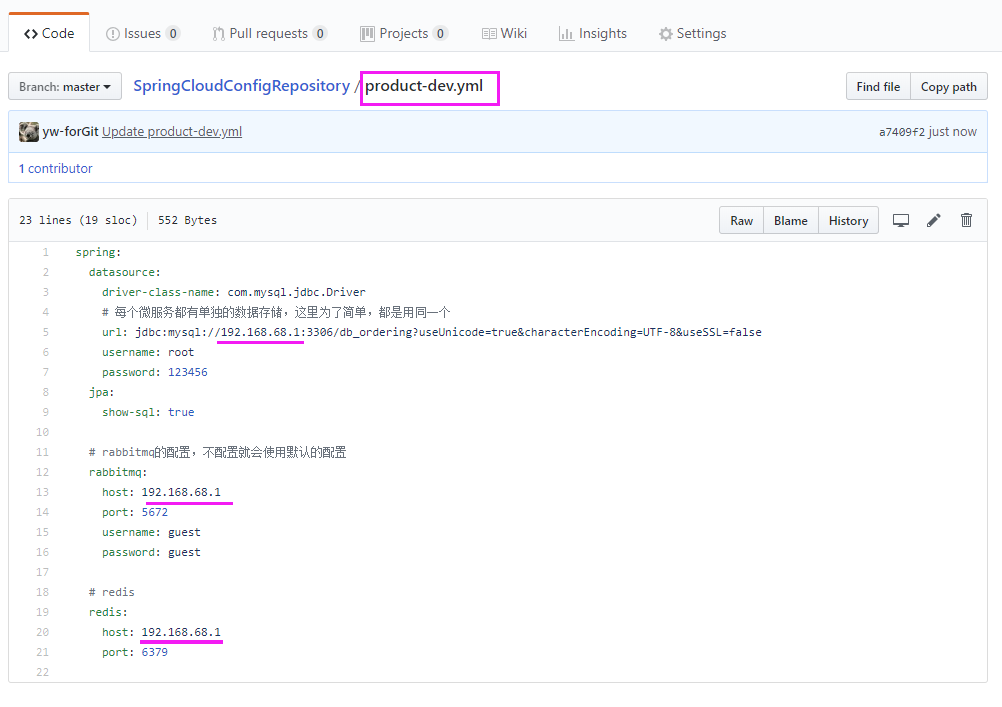 Code Issues 0 Pull requests 0 Projects 0 Wiki Insights Settings
Branch: master SpringCloudConfigRepository / product-dev.yml Find file Copy path
yw-forGit Update product-dev.yml a7409f2 just now
1 contributor
23 lines (19 sloc) 552 Bytes Raw Blame History
1 spring:
2 datasource:
3 driver-class-name: com.mysql.jdbc.Driver
4 # 每个微服务都有单独的数据存储，这里为了简单，都是用同一个
5 url: jdbc:mysql://192.168.68.1:3306/db_ordering?useUnicode=true&characterEncoding=UTF-8&useSSL=false
6 username: root
7 password: 123456
8 jpa:
9 show-sql: true
10
11 # rabbitmq的配置，不配置就会使用默认的配置
12 rabbitmq:
13 host: 192.168.68.1
14 port: 5672
15 username: guest
16 password: guest
17
18 # redis
19 redis:
20 host: 192.168.68.1
21 port: 6379
22